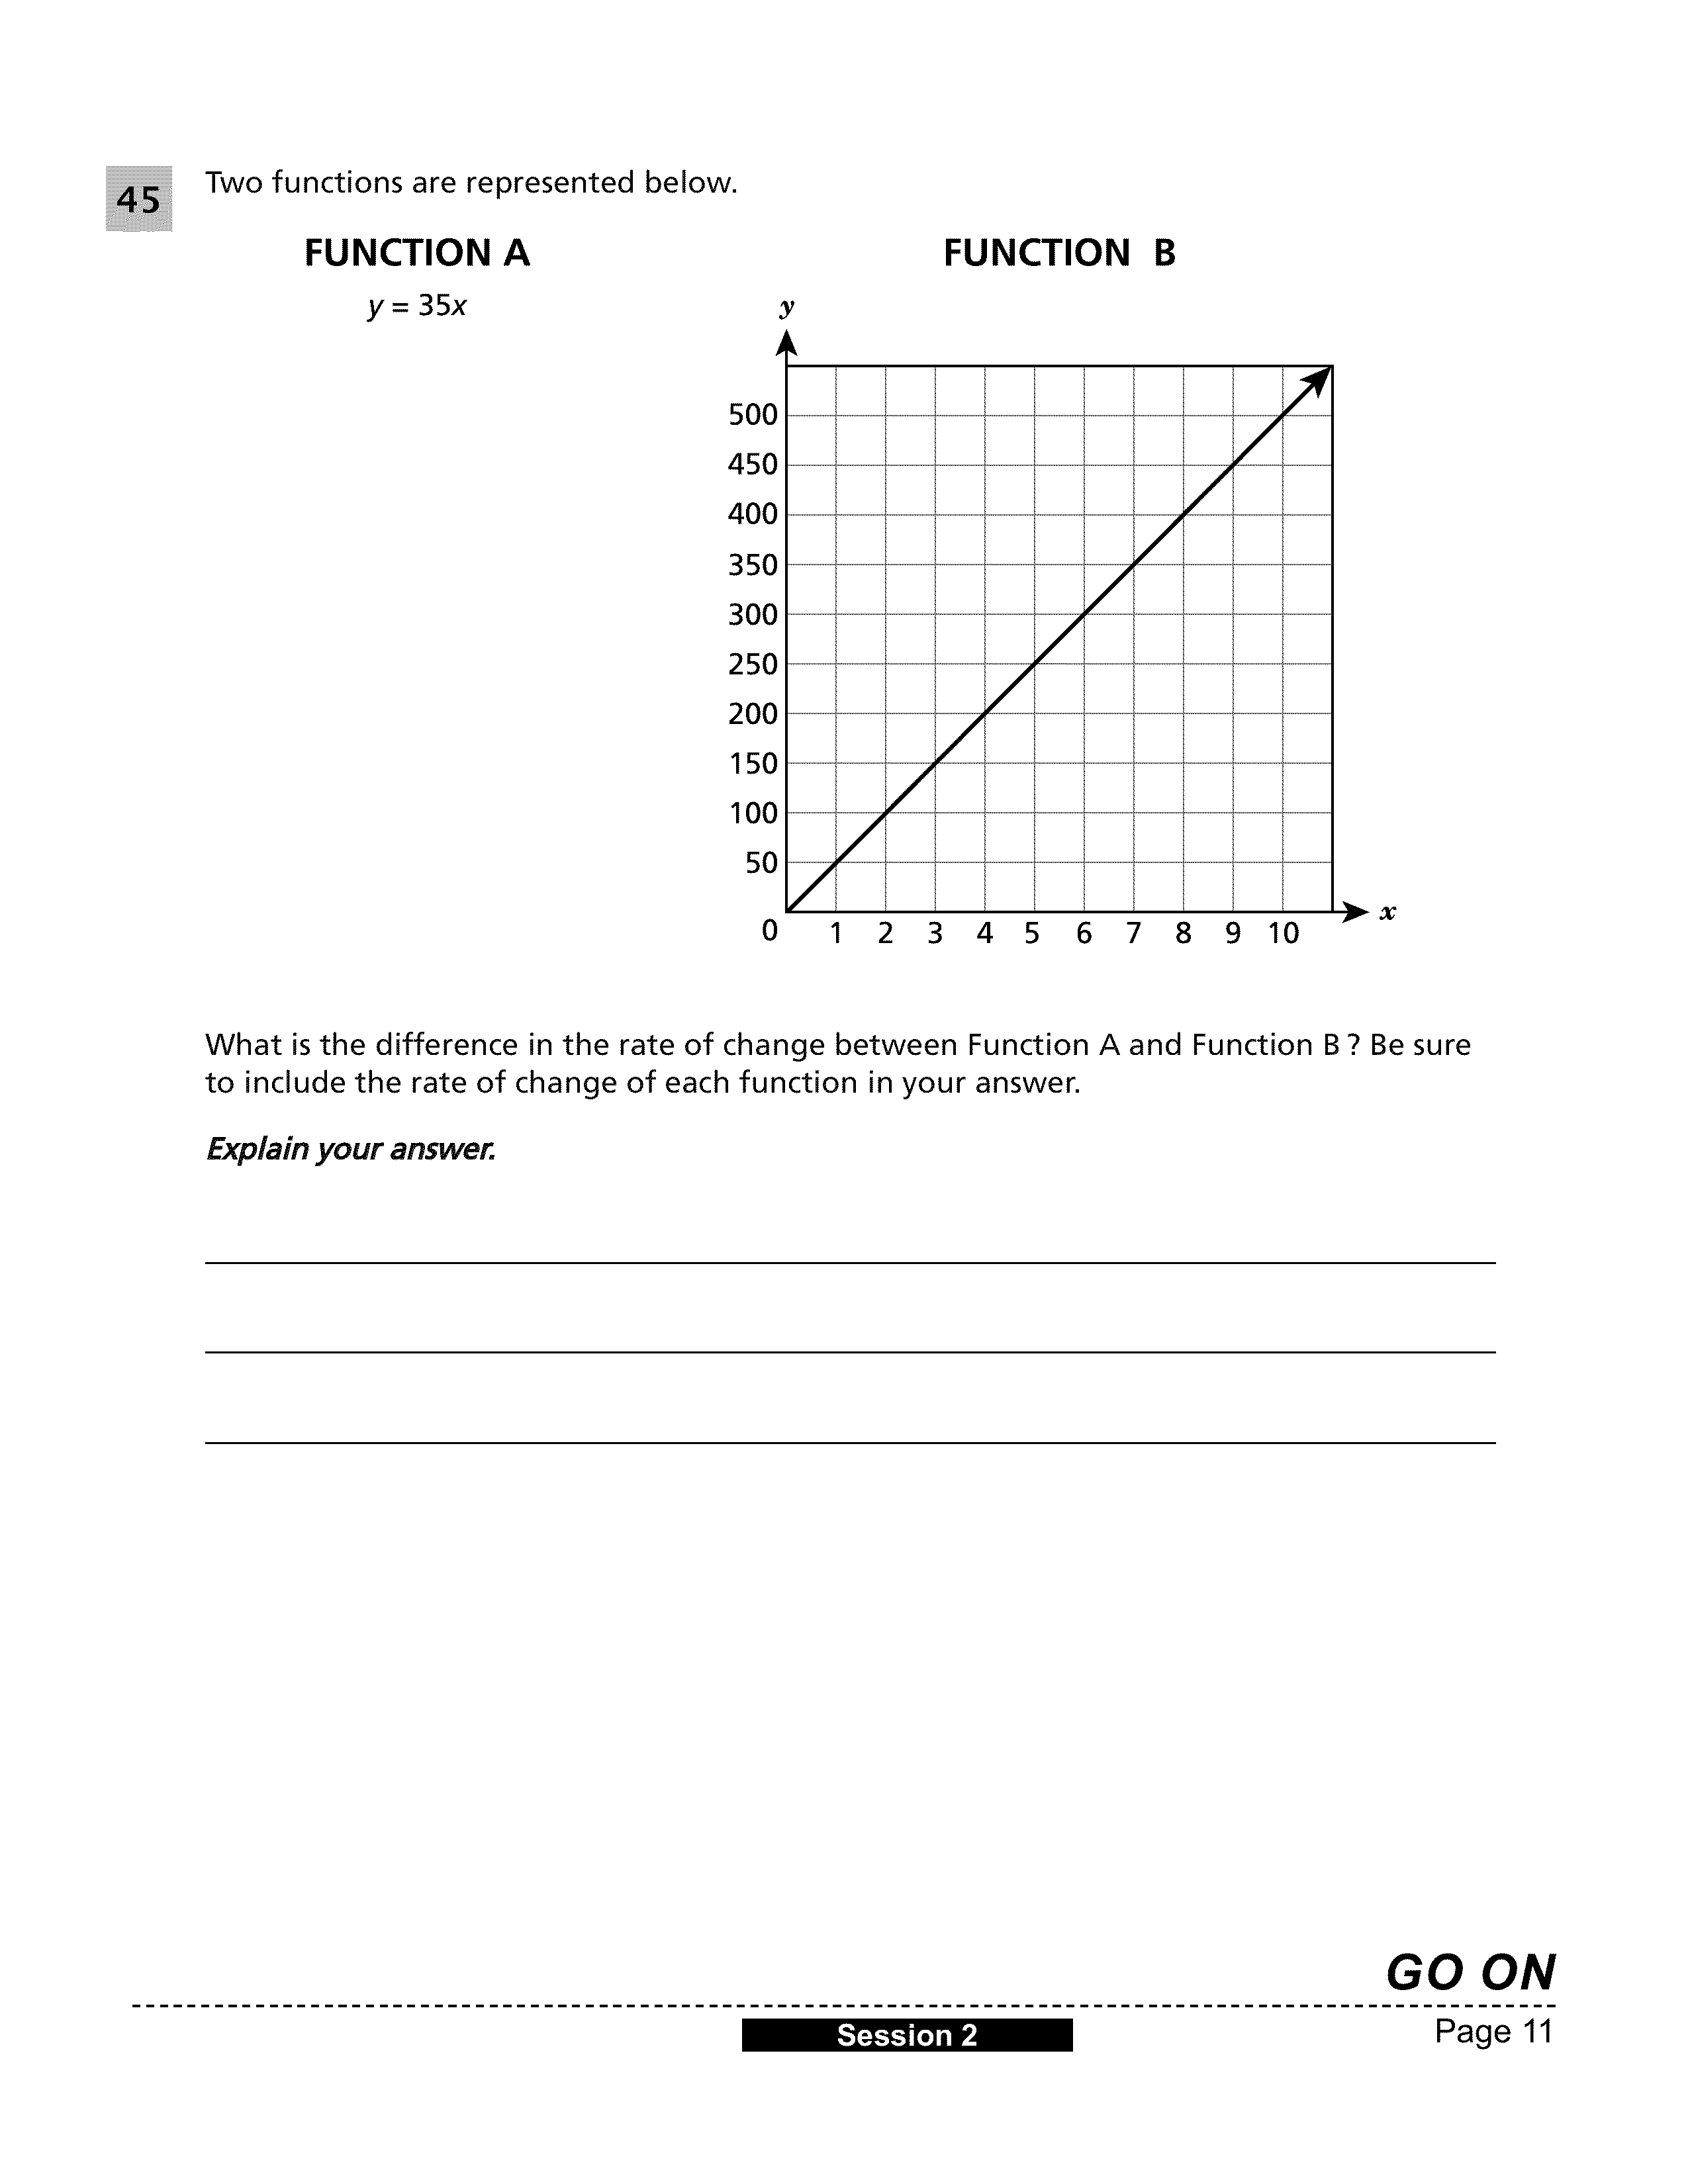 45 Two functions are represented below.
FUNCTION A
y = 35x
FUNCTION B
y
500
450
400
350
300
250
200
150
100
50
0
1 2 3 4 5 6 7 8 9 10
x
What is the difference in the rate of change between Function A and Function B? Be sure
to include the rate of change of each function in your answer.
Explain your answer.
GO ON
Session 2
Page 11